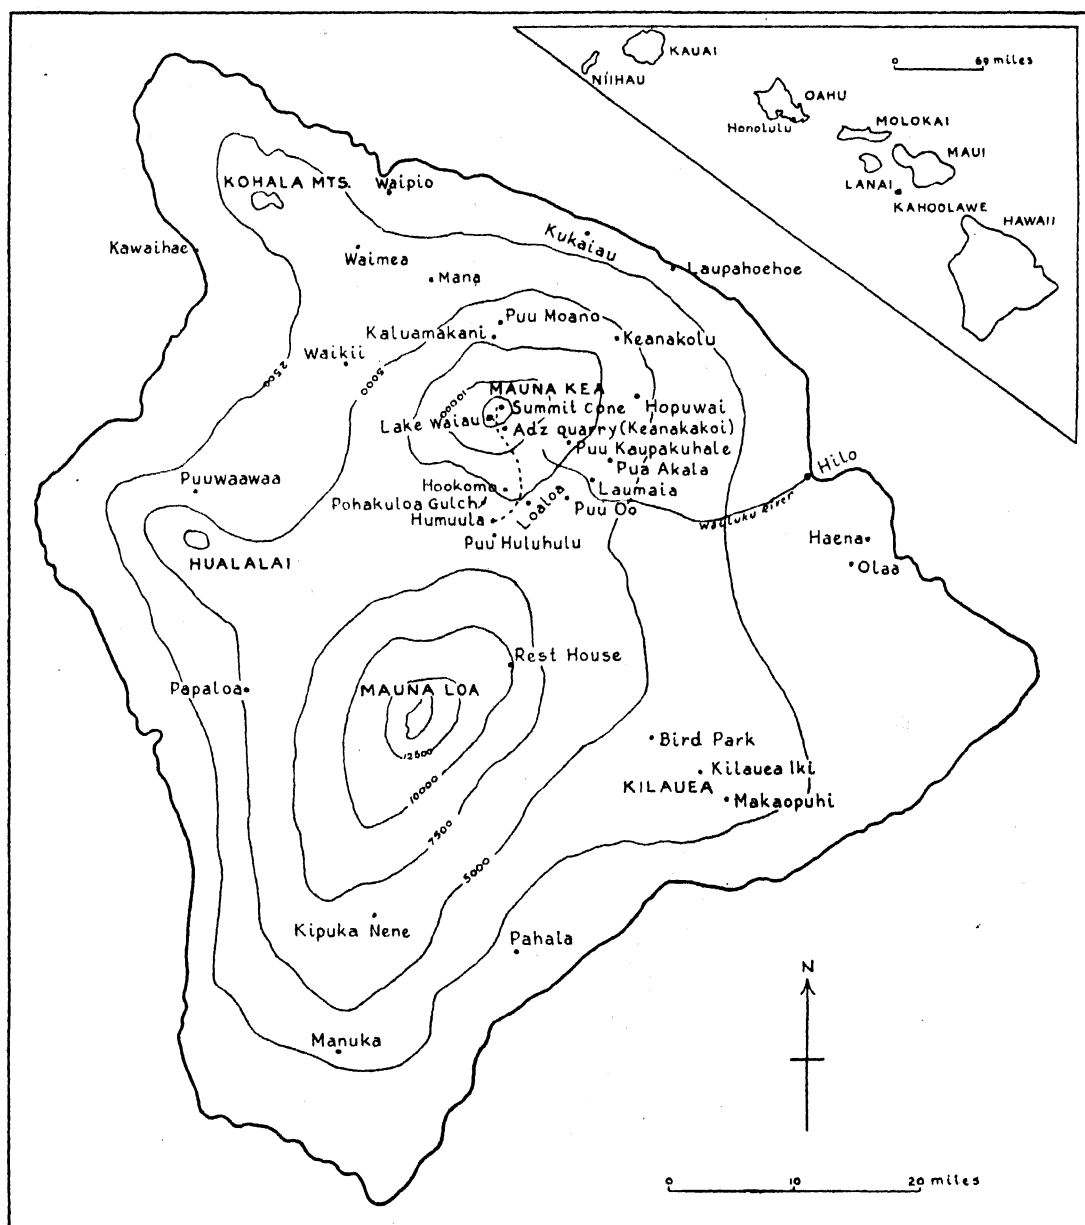 KAUAI
NIIHAU
0 69 miles
OAHU
Honolulu
MOLOKAI
MAUI
LANAI
KAHOOLAWE
HAWAII
KOHALA MTS.
Waipio
Kawaihae
Waimea
Mana
Kukaiau
Laupahoehoe
Puu Moano
Kaluamakani
Keanakolu
Waikii
2500
5000
MAUNA KEA
10000
Summit Cone
Hopuwai
Lake Waiau
Adz quarry (Keanakakoi)
Puu Kaupakuhale
Pua Akala
Hilo
Puuwaawaa
Hookomo
Laumaia
Pohakuloa Gulch
Loaloa
Puu Oo
Wailuku River
Humuula
Puu Huluhulu
Haena
Olaa
HUALALAI
Rest House
Papaloa
MAUNA LOA
12500
10000
7500
5000
Bird Park
Kilauea Iki
KILAUEA
Makaopuhi
Kipuka Nene
Pahala
Manuka
N
0 10 20 miles